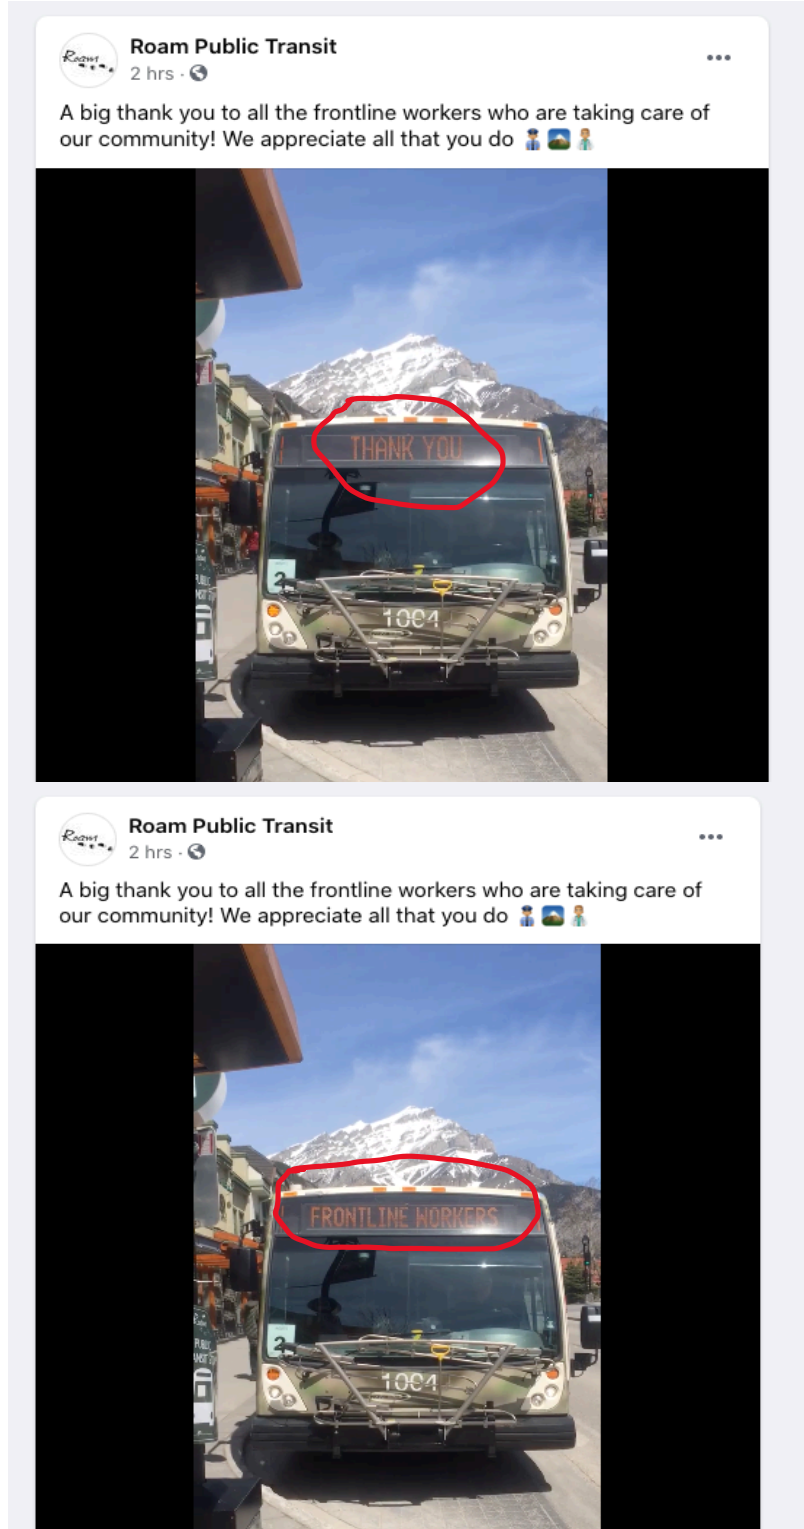 Roam
Roam Public Transit
2 hrs ·
A big thank you to all the frontline workers who are taking care of
our community! We appreciate all that you do
THANK YOU
2
1004
Roam
Roam Public Transit
2 hrs ·
A big thank you to all the frontline workers who are taking care of
our community! We appreciate all that you do
FRONTLINE WORKERS
2
1004